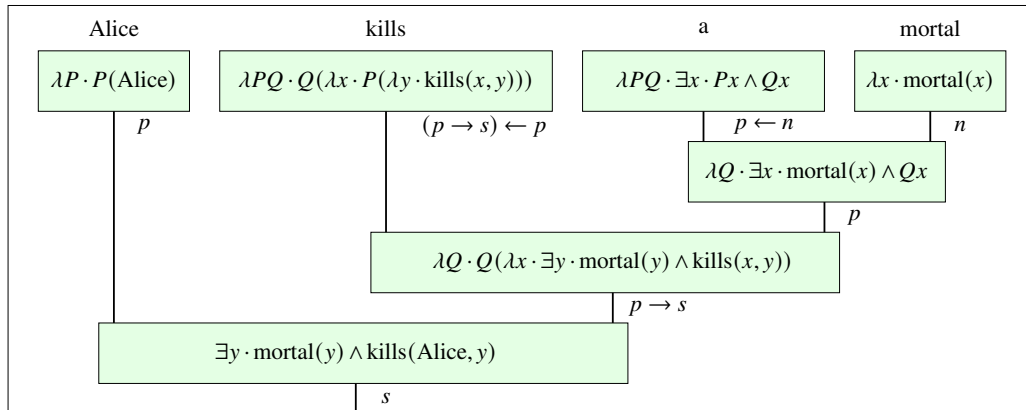 Alice kills a mortal
λP · P(Alice) λPQ · Q(λx · P(λy · kills(x, y))) λPQ · ∃x · Px ∧ Qx λx · mortal(x)
p (p → s) ← p p ← n n
λQ · ∃x · mortal(x) ∧ Qx
p
λQ · Q(λx · ∃y · mortal(y) ∧ kills(x, y))
p → s
∃y · mortal(y) ∧ kills(Alice, y)
s